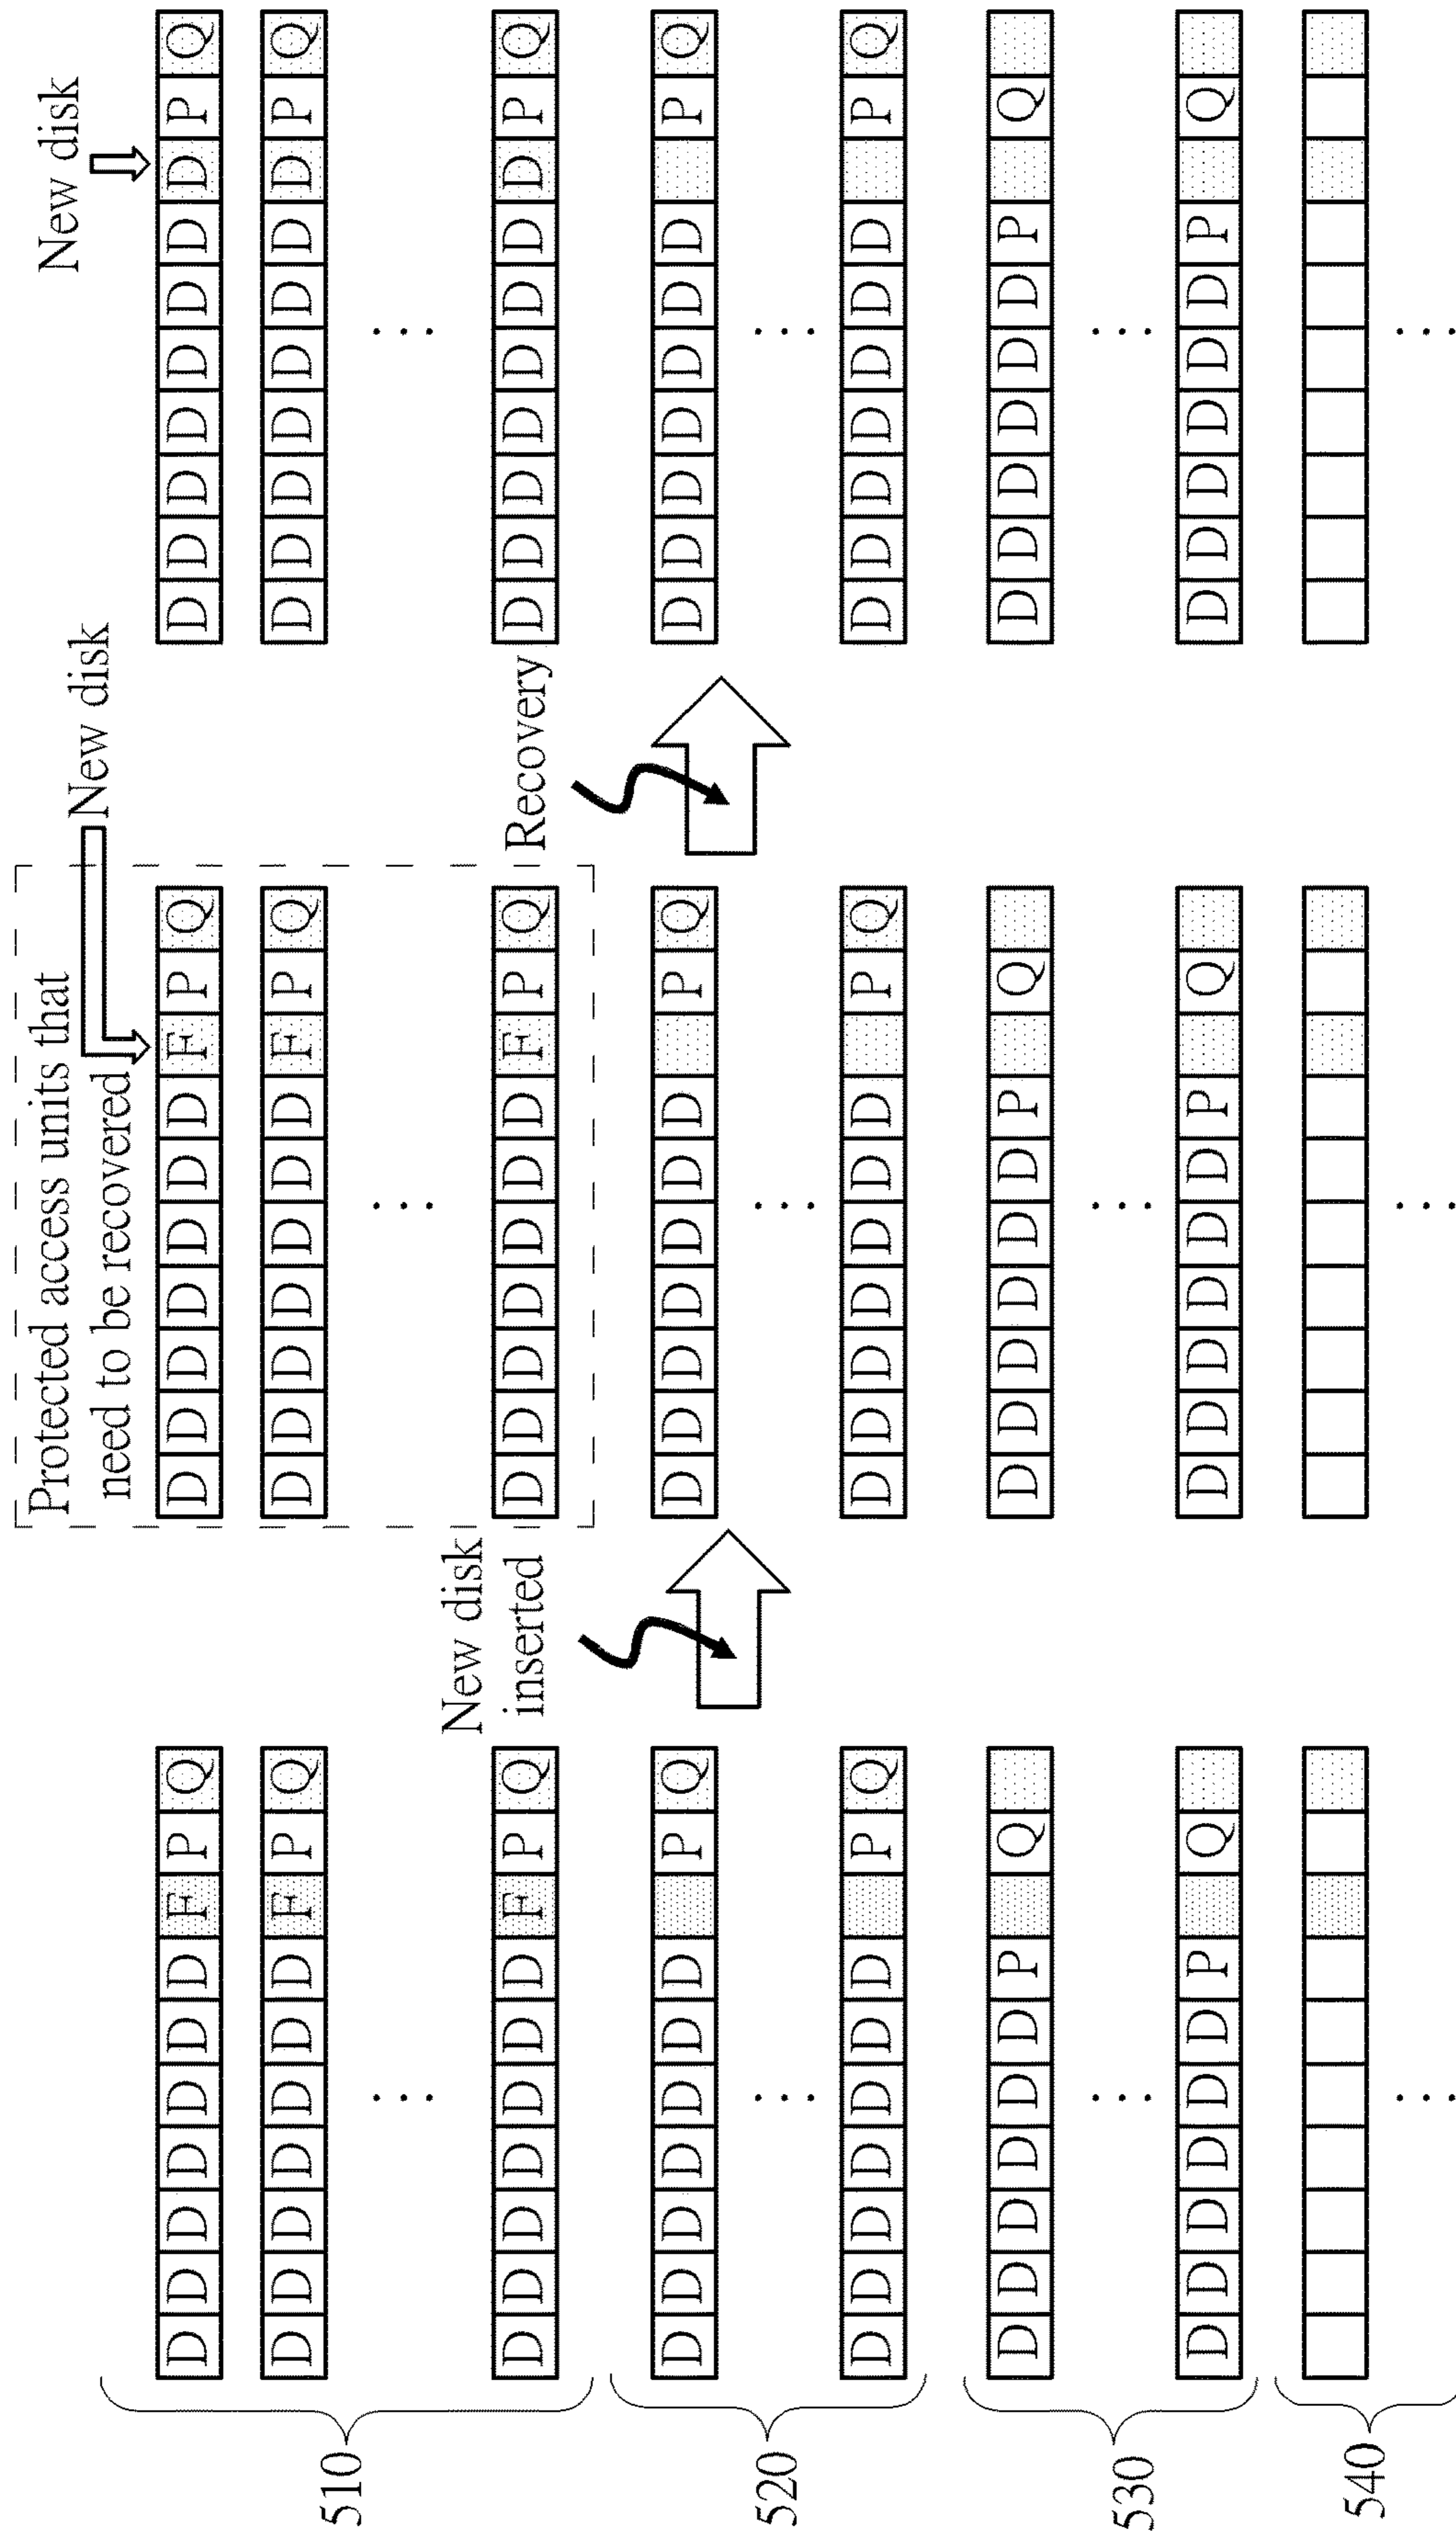 Protected access units that
need to be recovered
New disk
New disk
D D D D D D D F P Q
D D D D D D D F P Q
D D D D D D D D P Q
D D D D D D D F P Q
D D D D D D D F P Q
D D D D D D D D P Q
510
...
...
...
New disk
inserted
Recovery
D D D D D D D F P Q
D D D D D D D F P Q
D D D D D D D D P Q
D D D D D D D P Q
D D D D D D D P Q
D D D D D D D P Q
520
...
...
...
D D D D D D D P Q
D D D D D D D P Q
D D D D D D D P Q
D D D D D D P Q
D D D D D D P Q
D D D D D D P Q
530
...
...
...
D D D D D D P Q
D D D D D D P Q
D D D D D D P Q
540
...
...
...